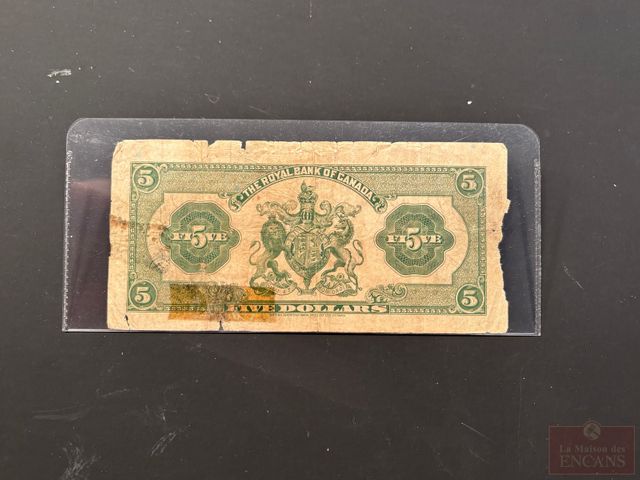 5 THE ROYAL BANK OF CANADA 5
FIVE 5 FIVE 5
5 FIVE DOLLARS 5
La Maison des
ENCANS